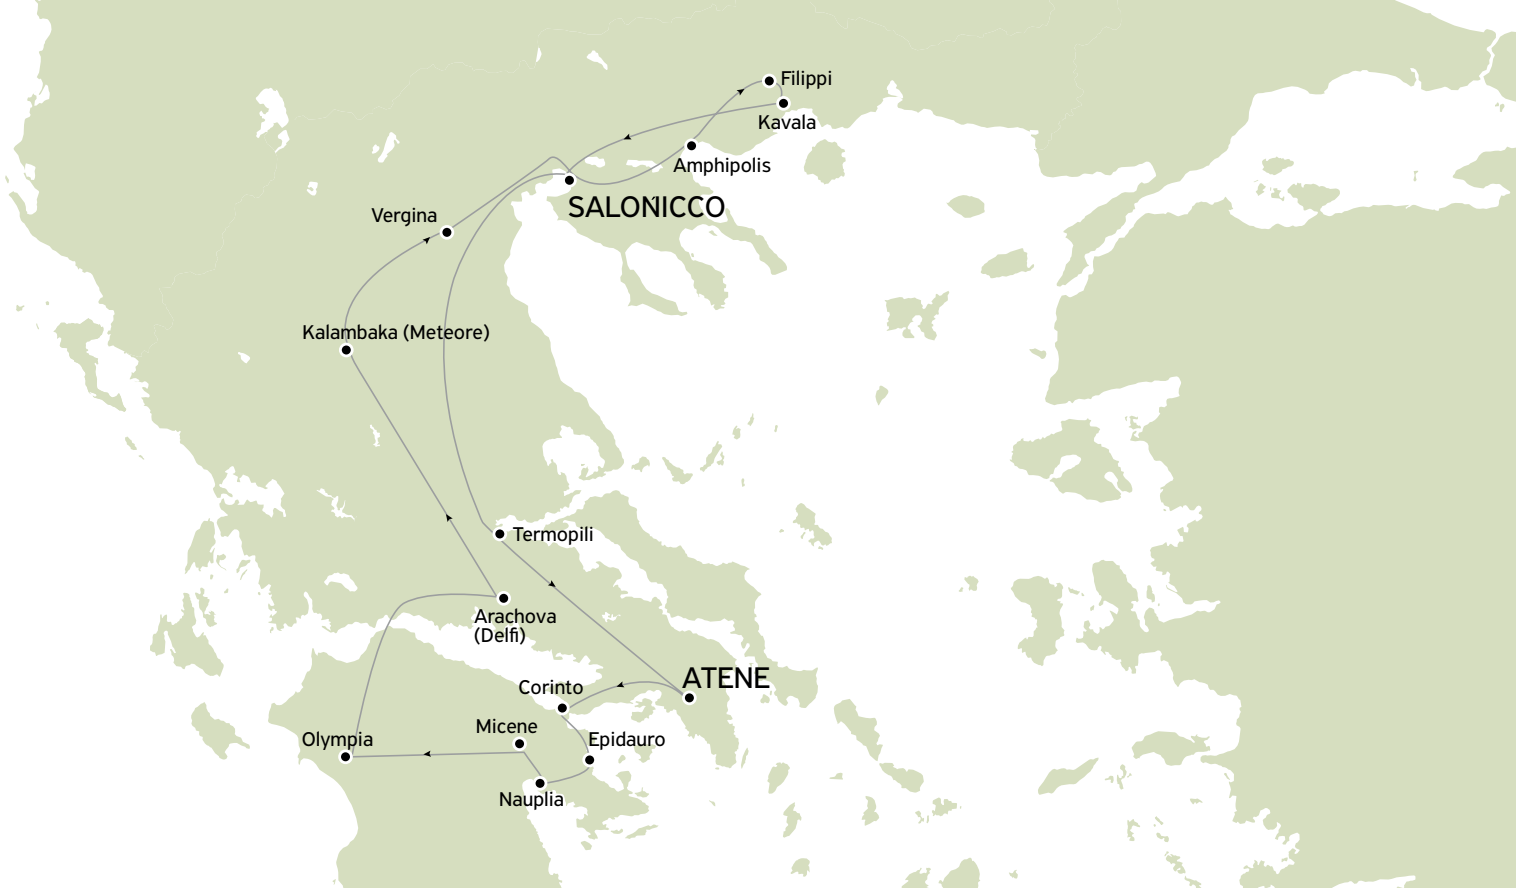 Filippi
Kavala
Amphipolis
SALONICCO
Vergina
Kalambaka (Meteore)
Termopili
Arachova
(Delfi)
ATENE
Corinto
Micene
Epidauro
Olympia
Nauplia